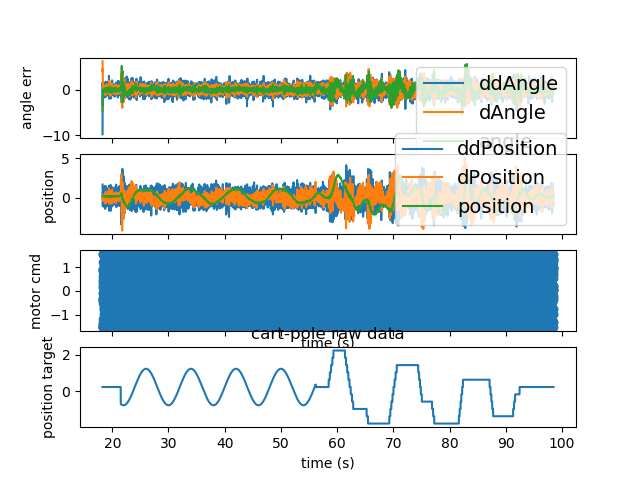 angle err
0
−10
ddAngle
dAngle
angle
position
5
0
ddPosition
dPosition
position
motor cmd
1
0
−1
time (s)
cart-pole raw data
position target
2
0
20 30 40 50 60 70 80 90 100
time (s)